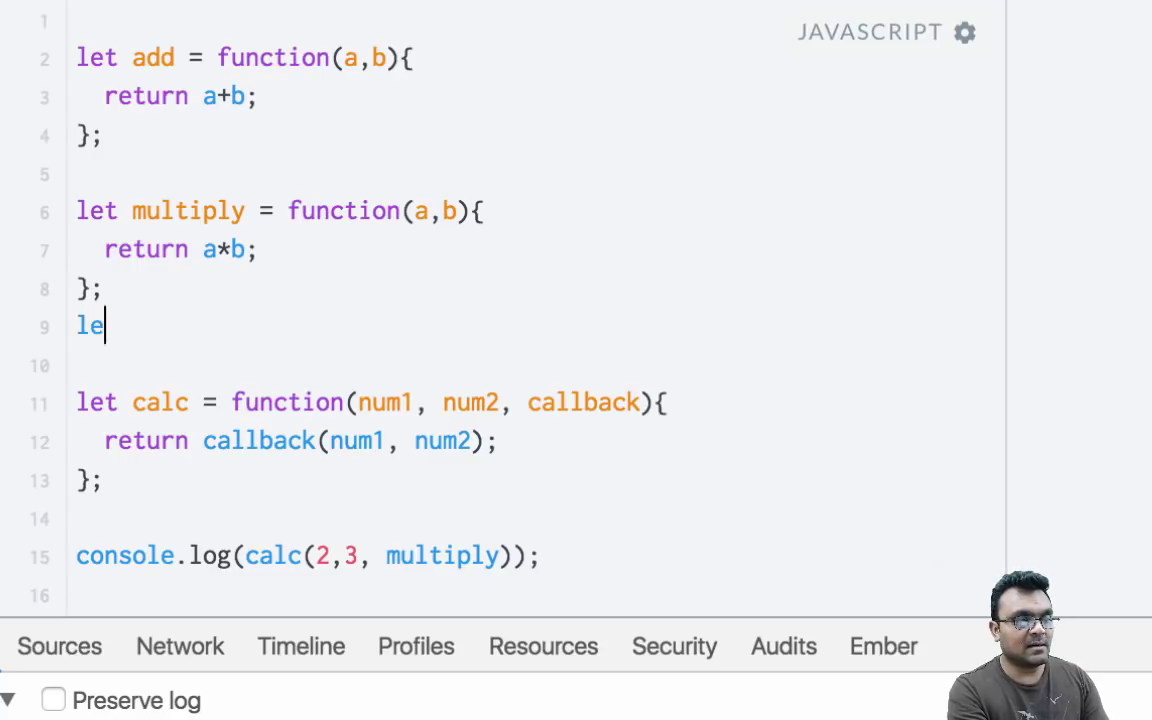 JAVASCRIPT
1
2 let add = function(a,b){
3 return a+b;
4 };
5
6 let multiply = function(a,b){
7 return a*b;
8 };
9 le
10
11 let calc = function(num1, num2, callback){
12 return callback(num1, num2);
13 };
14
15 console.log(calc(2,3, multiply));
16
Sources Network Timeline Profiles Resources Security Audits Ember
Preserve log